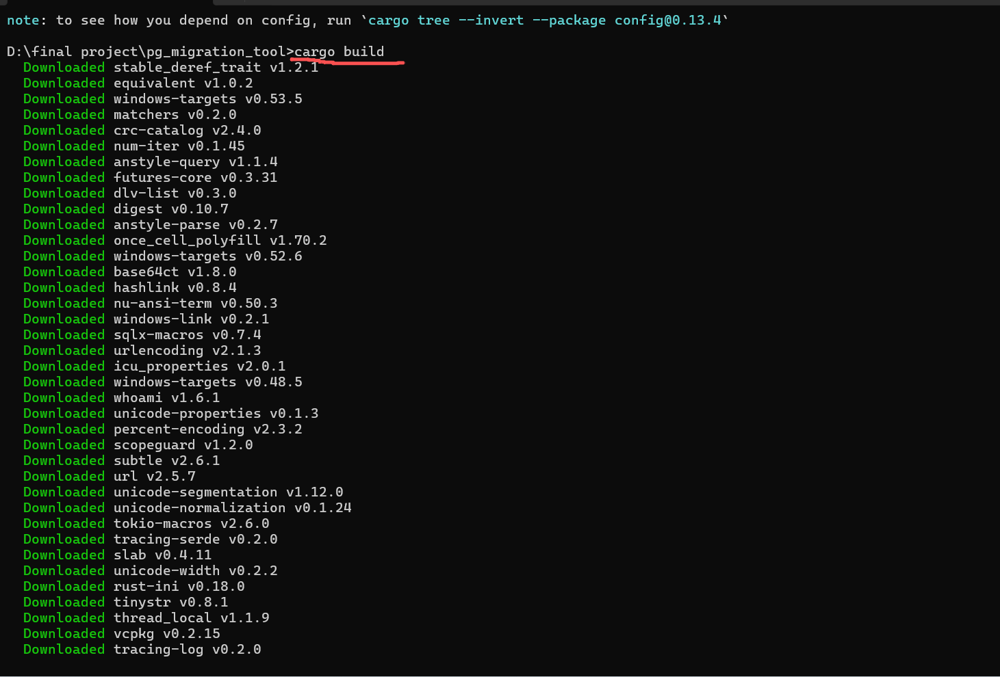 note: to see how you depend on config, run `cargo tree --invert --package config@0.13.4`
D:\final project\pg_migration_tool>cargo build
Downloaded stable_deref_trait v1.2.1
Downloaded equivalent v1.0.2
Downloaded windows-targets v0.53.5
Downloaded matchers v0.2.0
Downloaded crc-catalog v2.4.0
Downloaded num-iter v0.1.45
Downloaded anstyle-query v1.1.4
Downloaded futures-core v0.3.31
Downloaded dlv-list v0.3.0
Downloaded digest v0.10.7
Downloaded anstyle-parse v0.2.7
Downloaded once_cell_polyfill v1.70.2
Downloaded windows-targets v0.52.6
Downloaded base64ct v1.8.0
Downloaded hashlink v0.8.4
Downloaded nu-ansi-term v0.50.3
Downloaded windows-link v0.2.1
Downloaded sqlx-macros v0.7.4
Downloaded urlencoding v2.1.3
Downloaded icu_properties v2.0.1
Downloaded windows-targets v0.48.5
Downloaded whoami v1.6.1
Downloaded unicode-properties v0.1.3
Downloaded percent-encoding v2.3.2
Downloaded scopeguard v1.2.0
Downloaded subtle v2.6.1
Downloaded url v2.5.7
Downloaded unicode-segmentation v1.12.0
Downloaded unicode-normalization v0.1.24
Downloaded tokio-macros v2.6.0
Downloaded tracing-serde v0.2.0
Downloaded slab v0.4.11
Downloaded unicode-width v0.2.2
Downloaded rust-ini v0.18.0
Downloaded tinystr v0.8.1
Downloaded thread_local v1.1.9
Downloaded vcpkg v0.2.15
Downloaded tracing-log v0.2.0